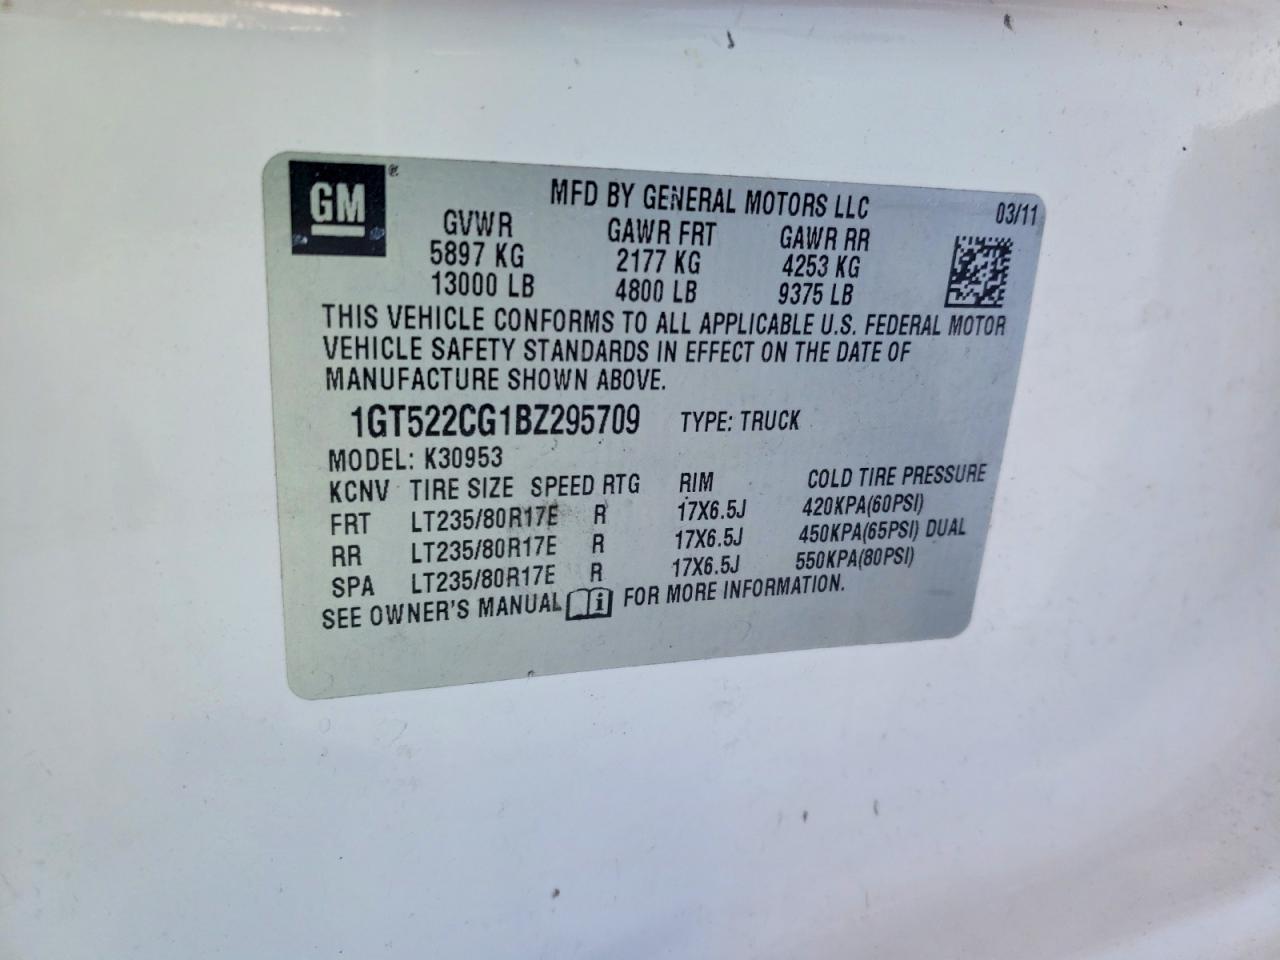 GM ®
MFD BY GENERAL MOTORS LLC 03/11
GVWR GAWR FRT GAWR RR
5897 KG 2177 KG 4253 KG
13000 LB 4800 LB 9375 LB
THIS VEHICLE CONFORMS TO ALL APPLICABLE U.S. FEDERAL MOTOR
VEHICLE SAFETY STANDARDS IN EFFECT ON THE DATE OF
MANUFACTURE SHOWN ABOVE.
1GT522CG1BZ295709 TYPE: TRUCK
MODEL: K30953
KCNV TIRE SIZE SPEED RTG RIM COLD TIRE PRESSURE
FRT LT235/80R17E R 17X6.5J 420KPA(60PSI)
RR LT235/80R17E R 17X6.5J 450KPA(65PSI) DUAL
SPA LT235/80R17E R 17X6.5J 550KPA(80PSI)
SEE OWNER'S MANUAL i FOR MORE INFORMATION.